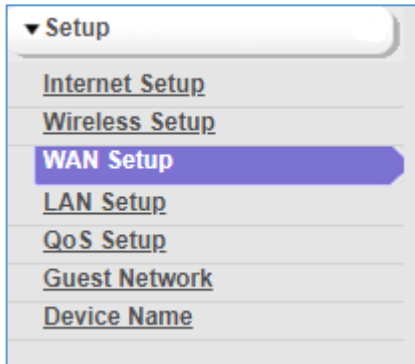 Setup
Internet Setup
Wireless Setup
WAN Setup
LAN Setup
QoS Setup
Guest Network
Device Name